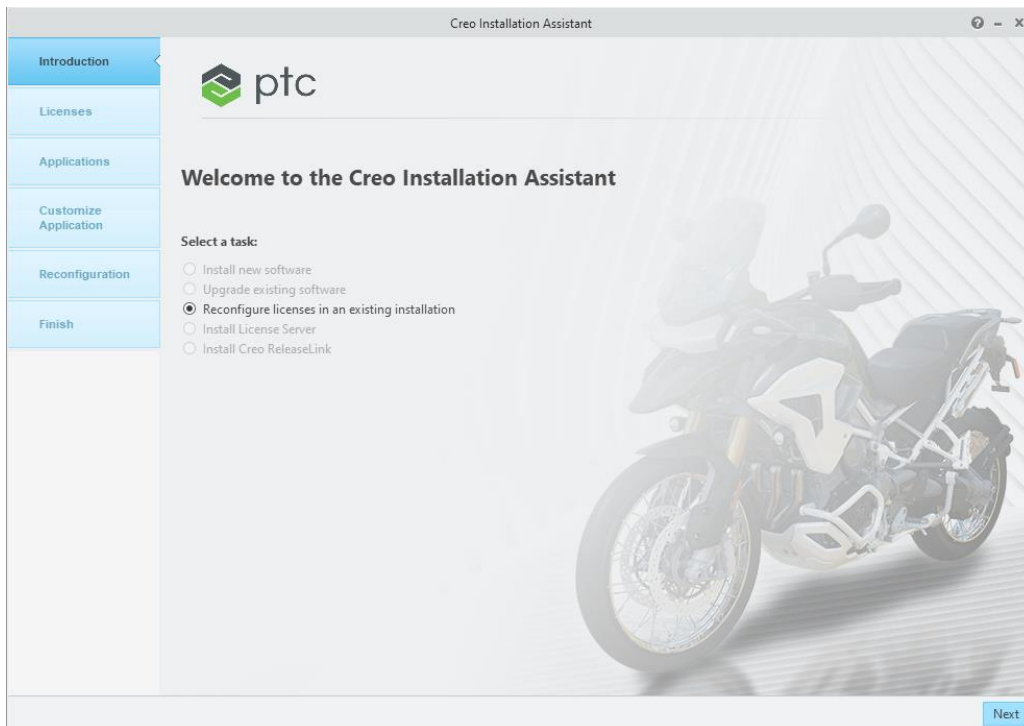 Creo Installation Assistant
Introduction
Licenses
Applications
Customize
Application
Reconfiguration
Finish
ptc
Welcome to the Creo Installation Assistant
Select a task:
Install new software
Upgrade existing software
Reconfigure licenses in an existing installation
Install License Server
Install Creo ReleaseLink
Next